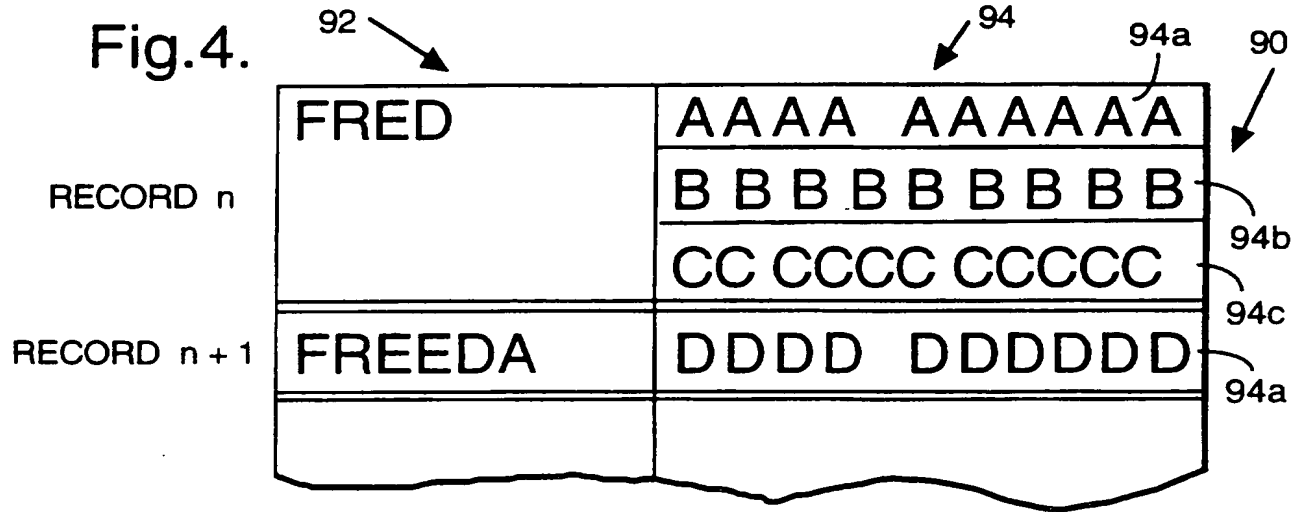 Fig.4.
92
94
94a
90
FRED
AAAA AAAAAA
RECORD n
B B B B B B B B B
94b
CC CCCC CCCCC
94c
RECORD n + 1
FREEDA
DDDD DDDDDD
94a